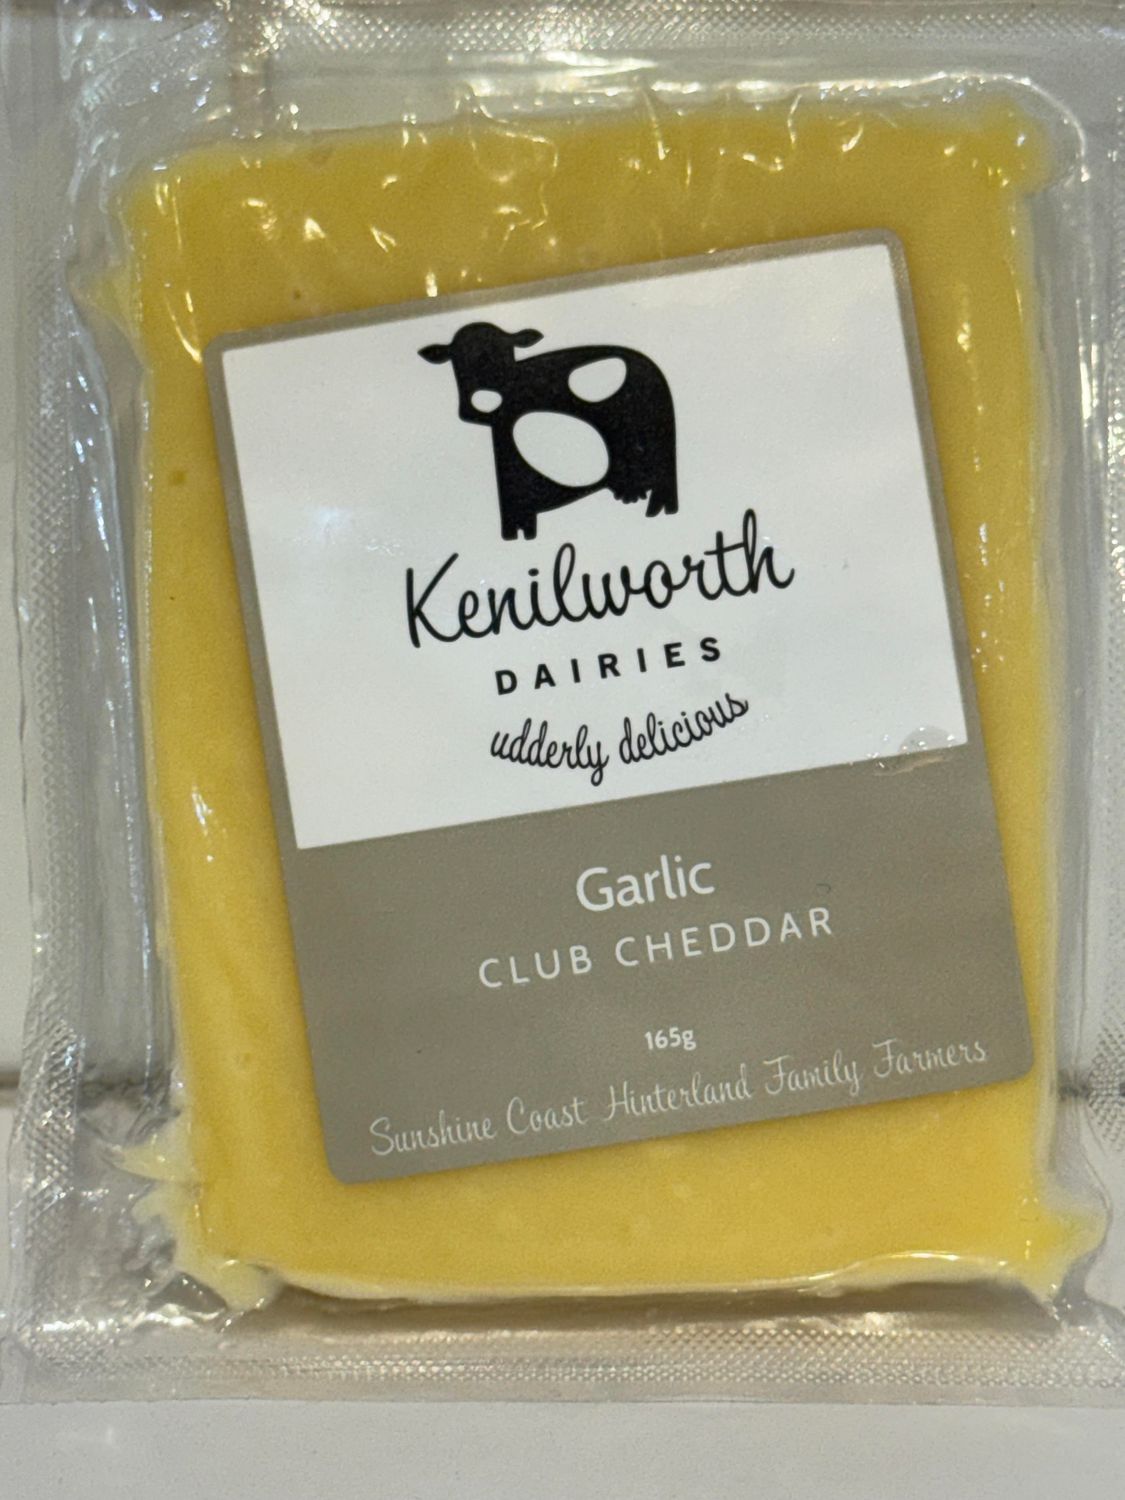 Kenilworth
DAIRIES
udderly delicious
Garlic
CLUB CHEDDAR
165g
Sunshine Coast Hinterland Family Farmers